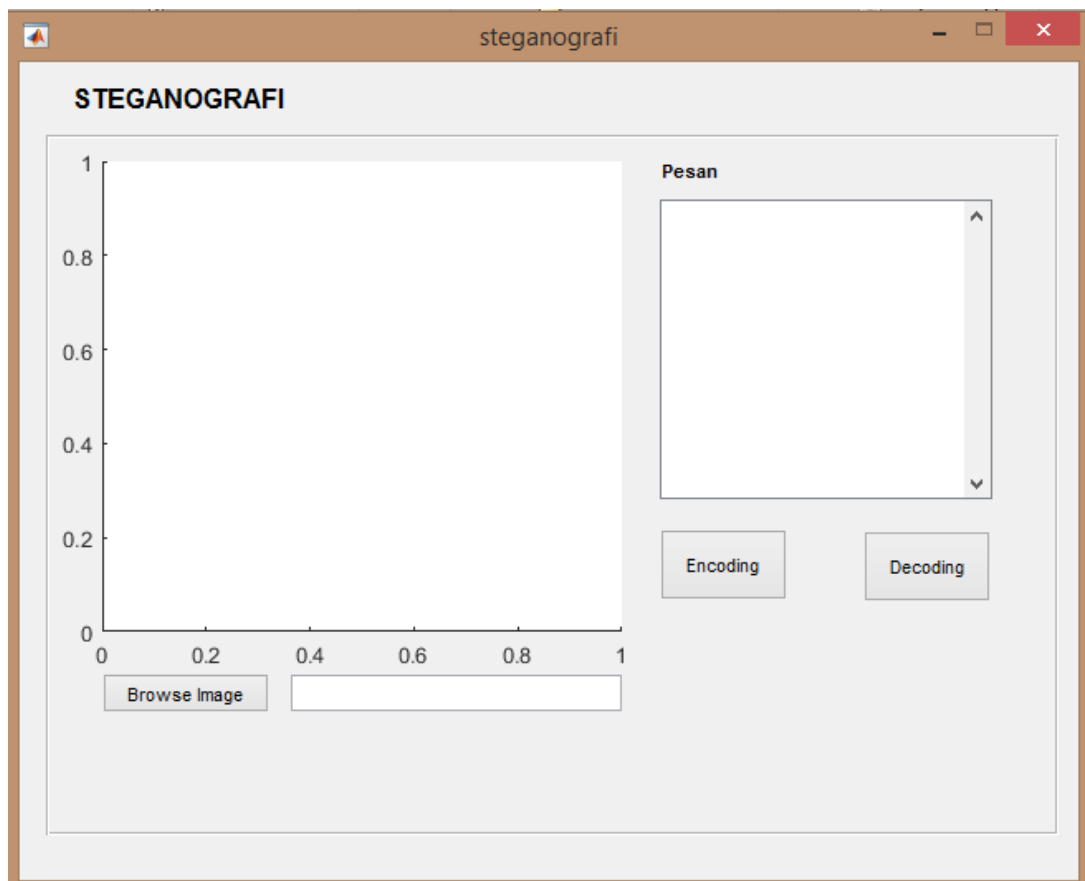 steganografi
STEGANOGRAFI
1
0.8
0.6
0.4
0.2
0
0 0.2 0.4 0.6 0.8 1
Browse Image
Pesan
Encoding Decoding